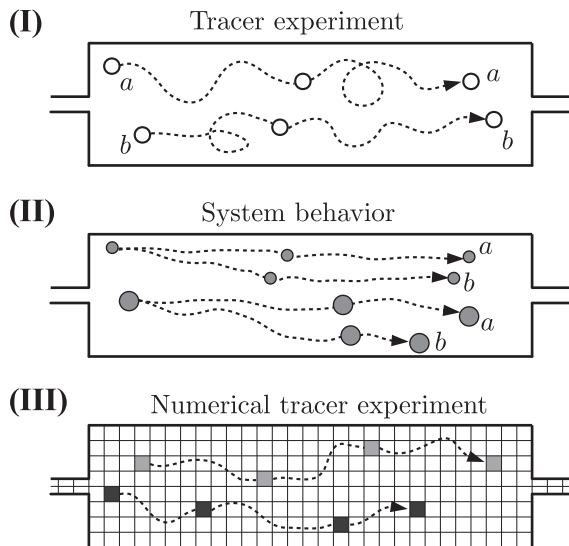 (I)
Tracer experiment
a
a
b
b
(II)
System behavior
a
b
a
b
(III)
Numerical tracer experiment